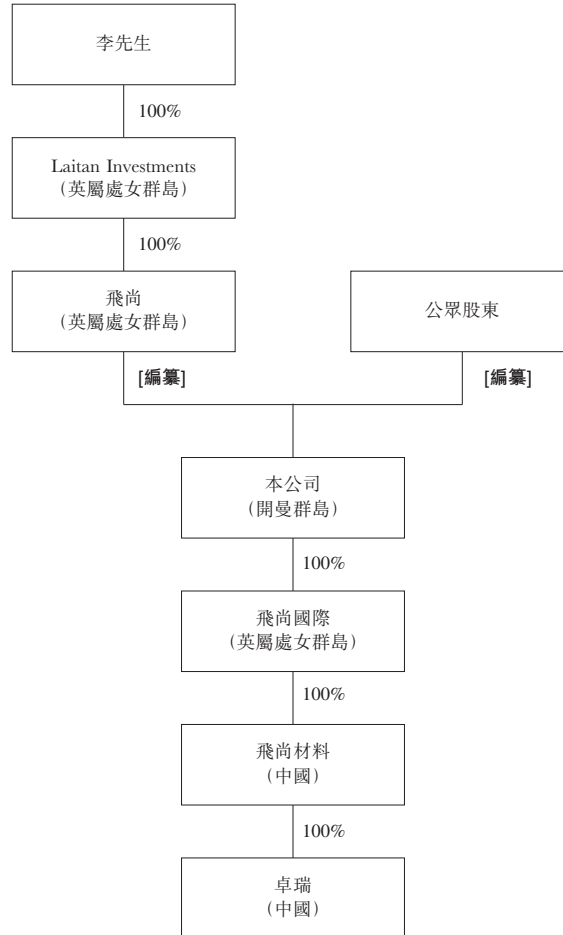 李先生
100%
Laitan Investments
(英屬處女群島)
100%
飛尚
(英屬處女群島)
公眾股東
[編纂]
[編纂]
本公司
(開曼群島)
100%
飛尚國際
(英屬處女群島)
100%
飛尚材料
(中國)
100%
卓瑞
(中國)